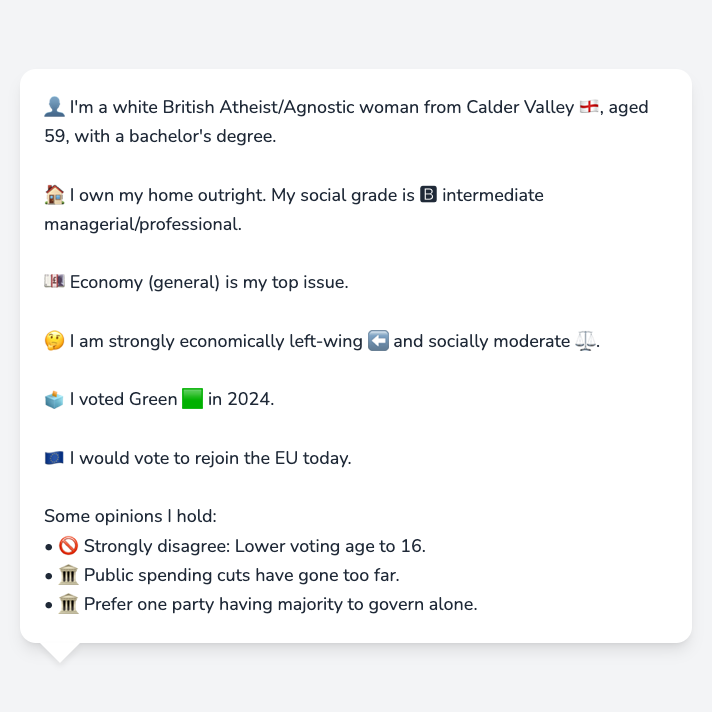 👤 I'm a white British Atheist/Agnostic woman from Calder Valley 🏴󠁧󠁢󠁥󠁮󠁧󠁿, aged
59, with a bachelor's degree.
🏠 I own my home outright. My social grade is 🅱 intermediate
managerial/professional.
💷 Economy (general) is my top issue.
🤔 I am strongly economically left-wing ⬅️ and socially moderate ⚖️.
🗳️ I voted Green 🟩 in 2024.
🇪🇺 I would vote to rejoin the EU today.
Some opinions I hold:
• 🚫 Strongly disagree: Lower voting age to 16.
• 🏛️ Public spending cuts have gone too far.
• 🏛️ Prefer one party having majority to govern alone.